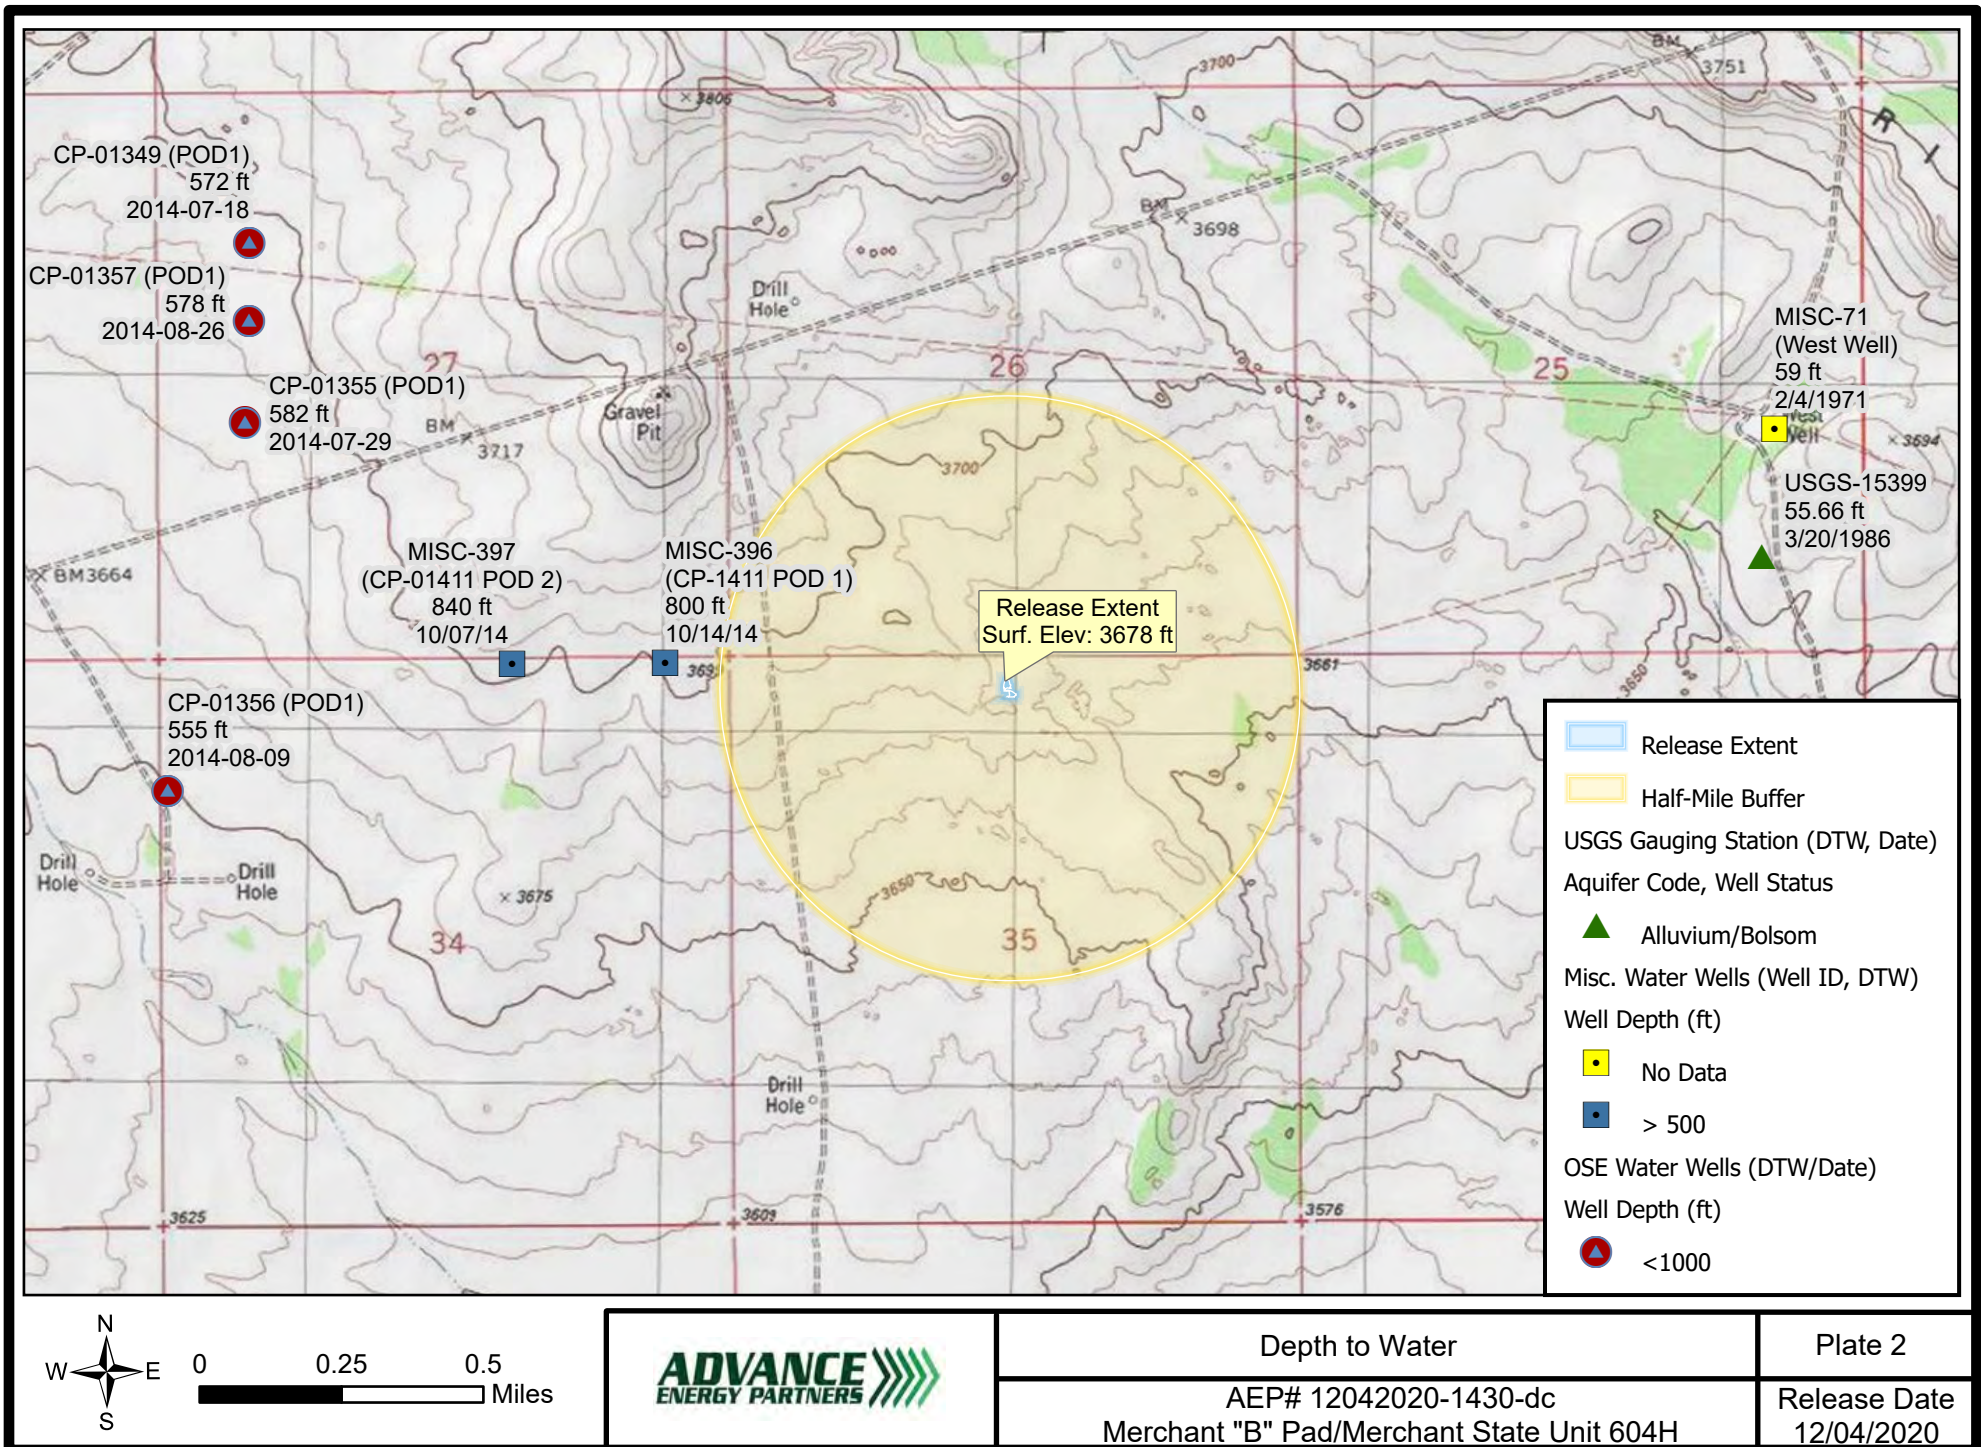 BM
3751
3700
R
I
× 3806
CP-01349 (POD1)
572 ft
2014-07-18
BM
3698
CP-01357 (POD1)
578 ft
2014-08-26
Drill
Hole
MISC-71
(West Well)
59 ft
2/4/1971
West
Well
27
26
25
CP-01355 (POD1)
582 ft
2014-07-29
BM
3717
Gravel
Pit
3700
× 3694
USGS-15399
55.66 ft
3/20/1986
BM3664
MISC-397
(CP-01411 POD 2)
840 ft
10/07/14
MISC-396
(CP-1411 POD 1)
800 ft
10/14/14
Release Extent
Surf. Elev: 3678 ft
3661
3650
CP-01356 (POD1)
555 ft
2014-08-09
Drill
Hole
Drill
Hole
× 3675
3650
34
35
Drill
Hole
3625
3609
3576
Release Extent
Half-Mile Buffer
USGS Gauging Station (DTW, Date)
Aquifer Code, Well Status
Alluvium/Bolsom
Misc. Water Wells (Well ID, DTW)
Well Depth (ft)
No Data
> 500
OSE Water Wells (DTW/Date)
Well Depth (ft)
<1000
N
W E
S
0 0.25 0.5
Miles
ADVANCE
ENERGY PARTNERS
Depth to Water
AEP# 12042020-1430-dc
Merchant "B" Pad/Merchant State Unit 604H
Plate 2
Release Date
12/04/2020